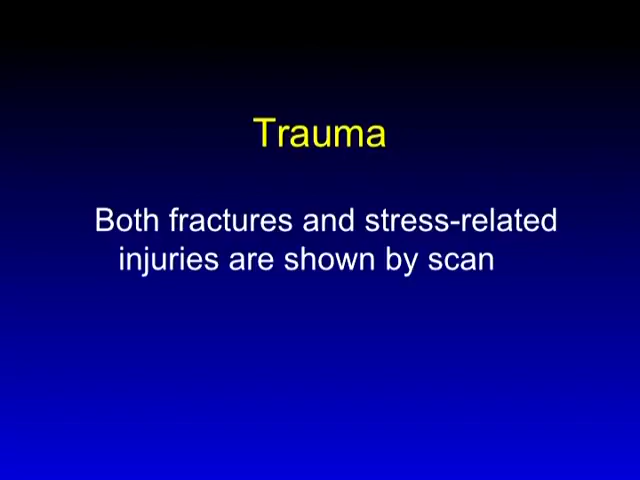 Trauma
Both fractures and stress-related
injuries are shown by scan